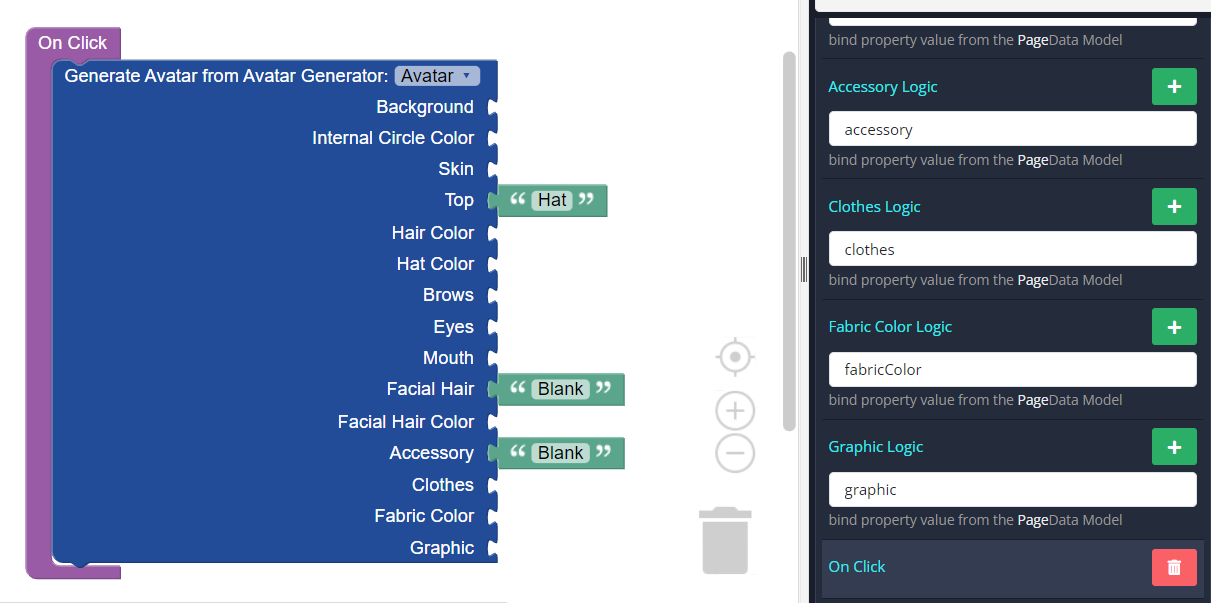 On Click
Generate Avatar from Avatar Generator: Avatar
Background
Internal Circle Color
Skin
Top “ Hat ”
Hair Color
Hat Color
Brows
Eyes
Mouth
Facial Hair “ Blank ”
Facial Hair Color
Accessory “ Blank ”
Clothes
Fabric Color
Graphic
bind property value from the PageData Model
Accessory Logic
accessory
bind property value from the PageData Model
Clothes Logic
clothes
bind property value from the PageData Model
Fabric Color Logic
fabricColor
bind property value from the PageData Model
Graphic Logic
graphic
bind property value from the PageData Model
On Click